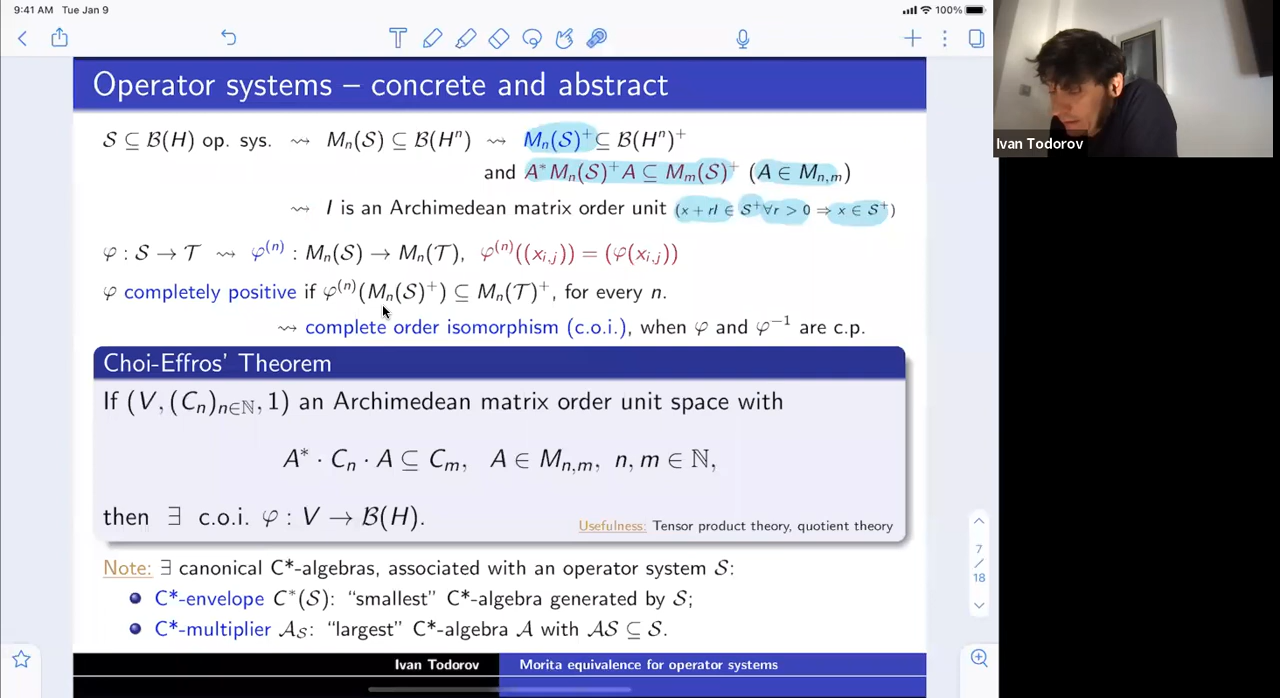 9:41 AM Tue Jan 9
100%
Operator systems – concrete and abstract
S ⊆ B(H) op. sys. ⇝ Mₙ(S) ⊆ B(Hⁿ) ⇝ Mₙ(S)⁺ ⊆ B(Hⁿ)⁺
and A*Mₙ(S)⁺A ⊆ Mₘ(S)⁺ (A ∈ Mₙ,ₘ)
⇝ I is an Archimedean matrix order unit (x + rI ∈ S⁺ ∀r > 0 ⇒ x ∈ S⁺)
φ : S → T ⇝ φ⁽ⁿ⁾ : Mₙ(S) → Mₙ(T), φ⁽ⁿ⁾((xᵢ,ⱼ)) = (φ(xᵢ,ⱼ))
φ completely positive if φ⁽ⁿ⁾(Mₙ(S)⁺) ⊆ Mₙ(T)⁺, for every n.
⇝ complete order isomorphism (c.o.i.), when φ and φ⁻¹ are c.p.
Choi-Effros' Theorem
If (V, (Cₙ)ₙ∈ℕ, 1) an Archimedean matrix order unit space with
A* · Cₙ · A ⊆ Cₘ, A ∈ Mₙ,ₘ, n, m ∈ ℕ,
then ∃ c.o.i. φ : V → B(H).
Usefulness: Tensor product theory, quotient theory
Note: ∃ canonical C*-algebras, associated with an operator system S:
C*-envelope C*(S): “smallest” C*-algebra generated by S;
C*-multiplier A_S: “largest” C*-algebra A with AS ⊆ S.
Ivan Todorov Morita equivalence for operator systems
7
/
18
Ivan Todorov